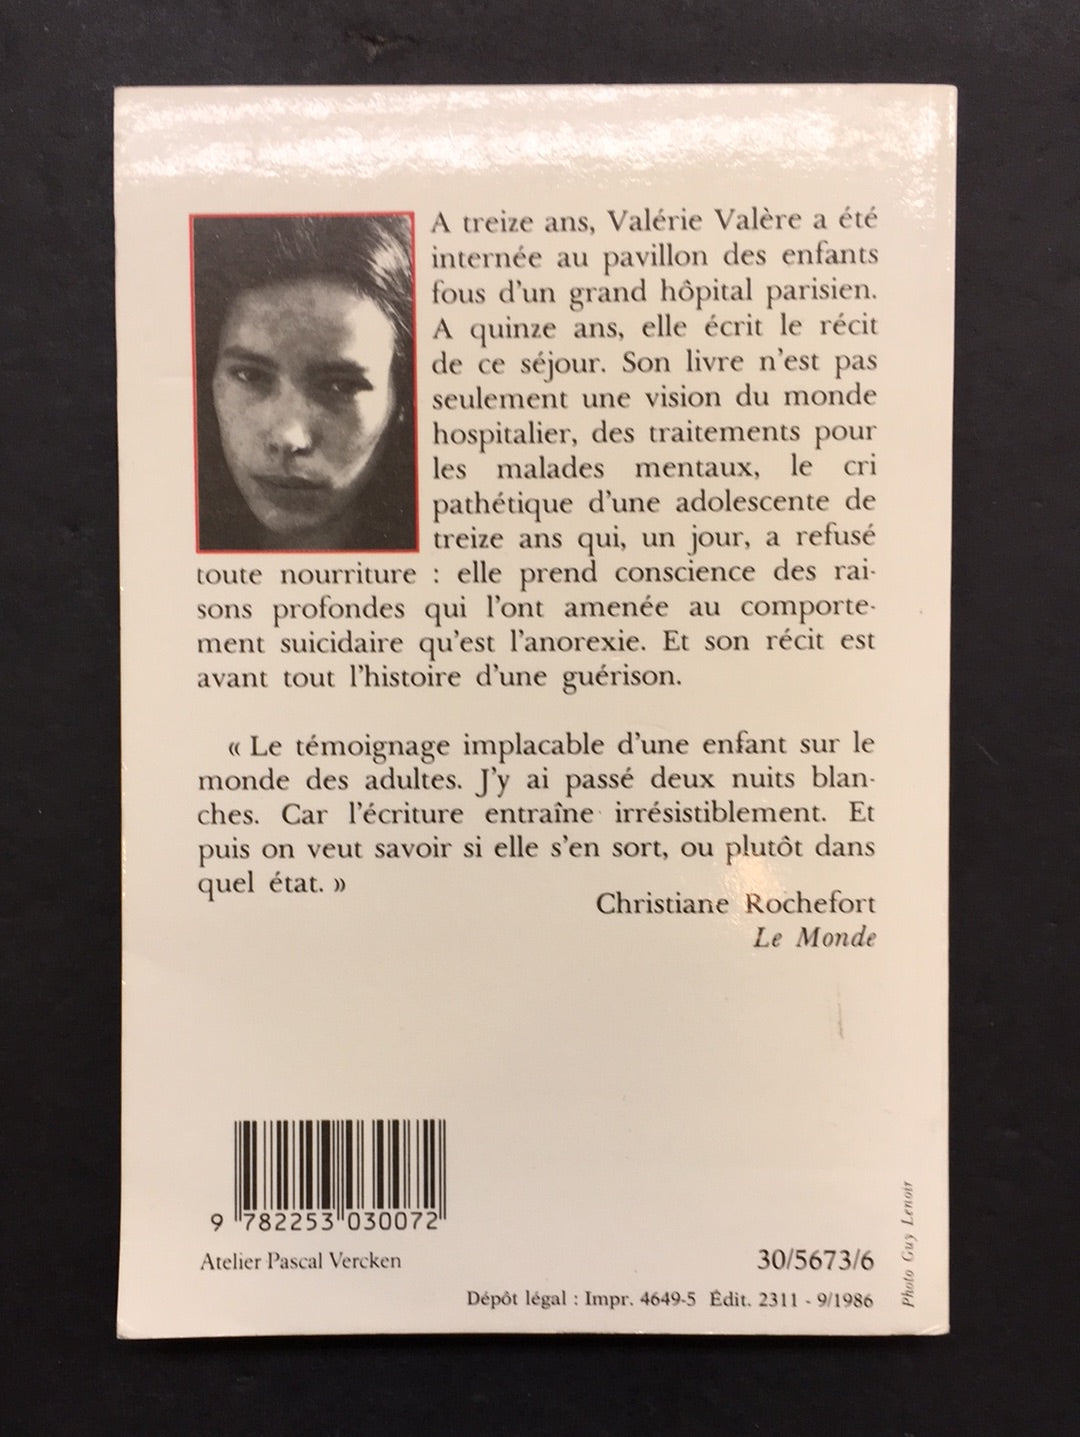 A treize ans, Valérie Valère a été
internée au pavillon des enfants
fous d'un grand hôpital parisien.
A quinze ans, elle écrit le récit
de ce séjour. Son livre n'est pas
seulement une vision du monde
hospitalier, des traitements pour
les malades mentaux, le cri
pathétique d'une adolescente de
treize ans qui, un jour, a refusé
toute nourriture : elle prend conscience des rai-
sons profondes qui l'ont amenée au comporte-
ment suicidaire qu'est l'anorexie. Et son récit est
avant tout l'histoire d'une guérison.
« Le témoignage implacable d'une enfant sur le
monde des adultes. J'y ai passé deux nuits blan-
ches. Car l'écriture entraîne irrésistiblement. Et
puis on veut savoir si elle s'en sort, ou plutôt dans
quel état. »
Christiane Rochefort
Le Monde
9 782253 030072
Atelier Pascal Vercken
30/5673/6
Dépôt légal : Impr. 4649-5 Édit. 2311 - 9/1986
Photo Guy Lenoir